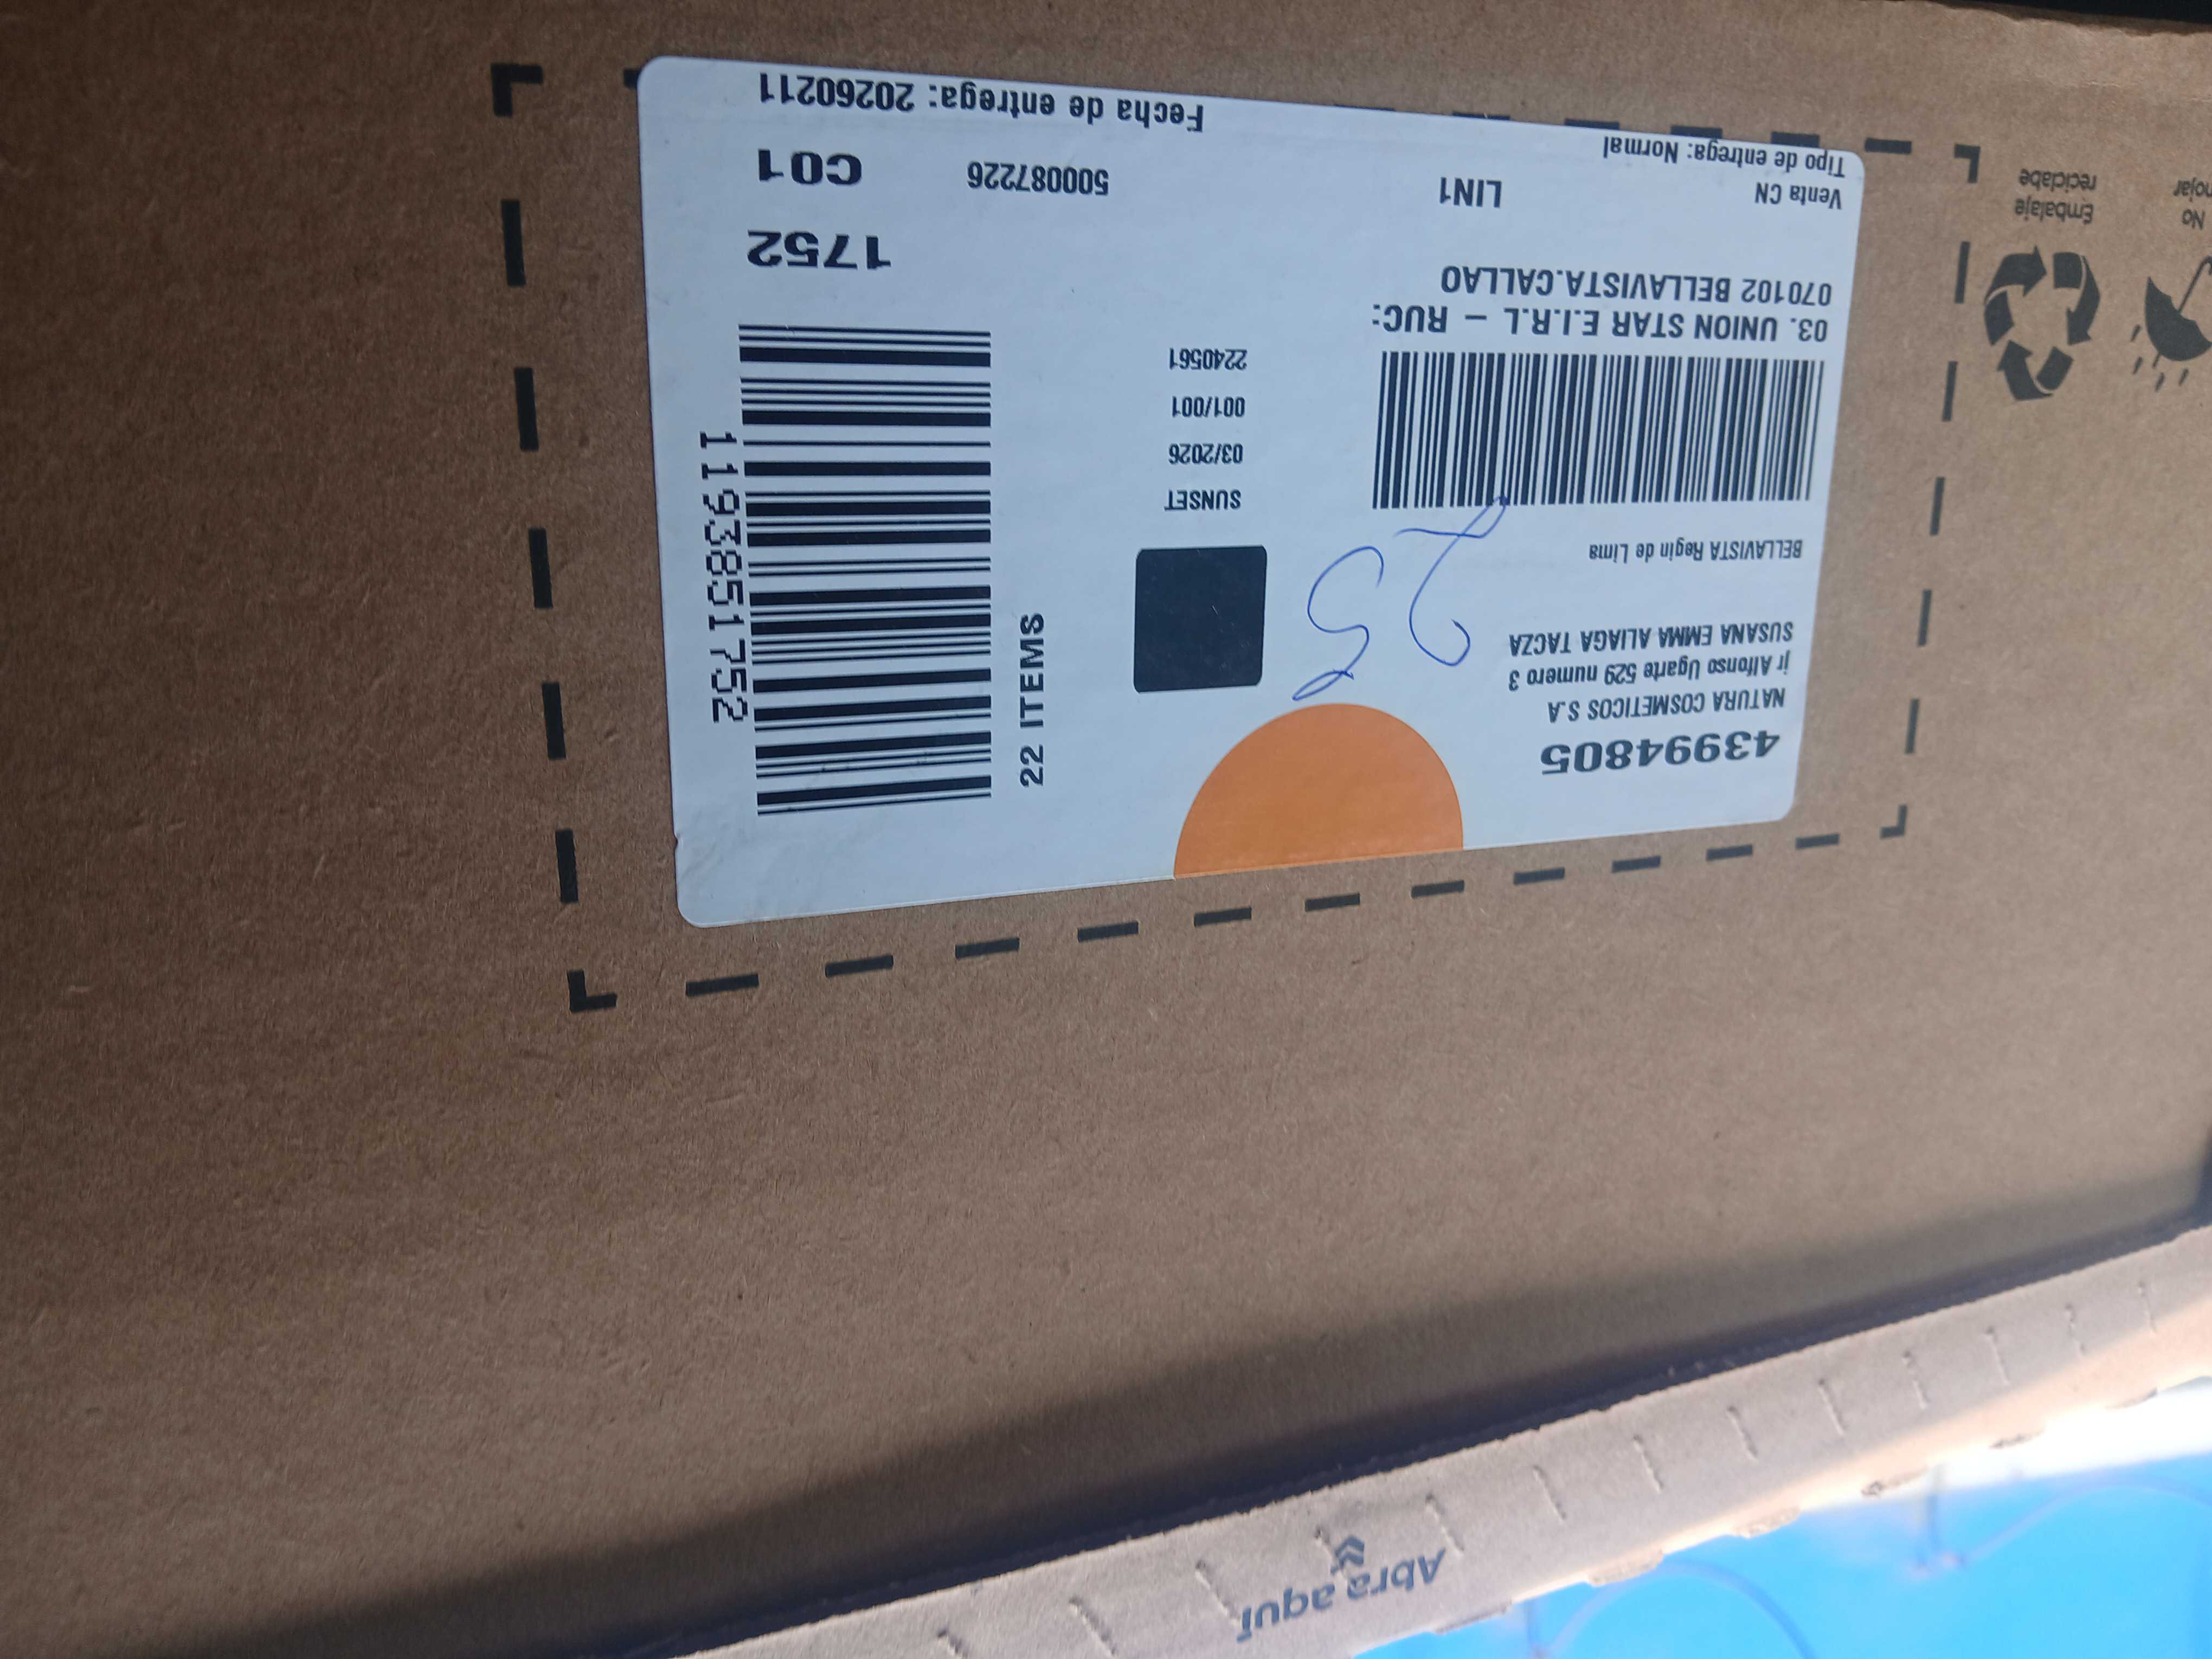 43994805
NATURA COSMETICOS S.A
jr Alfonso Ugarte 529 numero 3
SUSANA EMMA ALIAGA TACZA
BELLAVISTA Regin de Lima
25
03. UNION STAR E.I.R.L - RUC:
070102 BELLAVISTA.CALLAO
Venta CN
LIN1
Tipo de entrega: Normal
SUNSET
03/2026
001/001
2240561
22 ITEMS
1193851752
1752
500087226
C01
Fecha de entrega: 20260211
Embalaje
reciclabe
No
Abra aquí